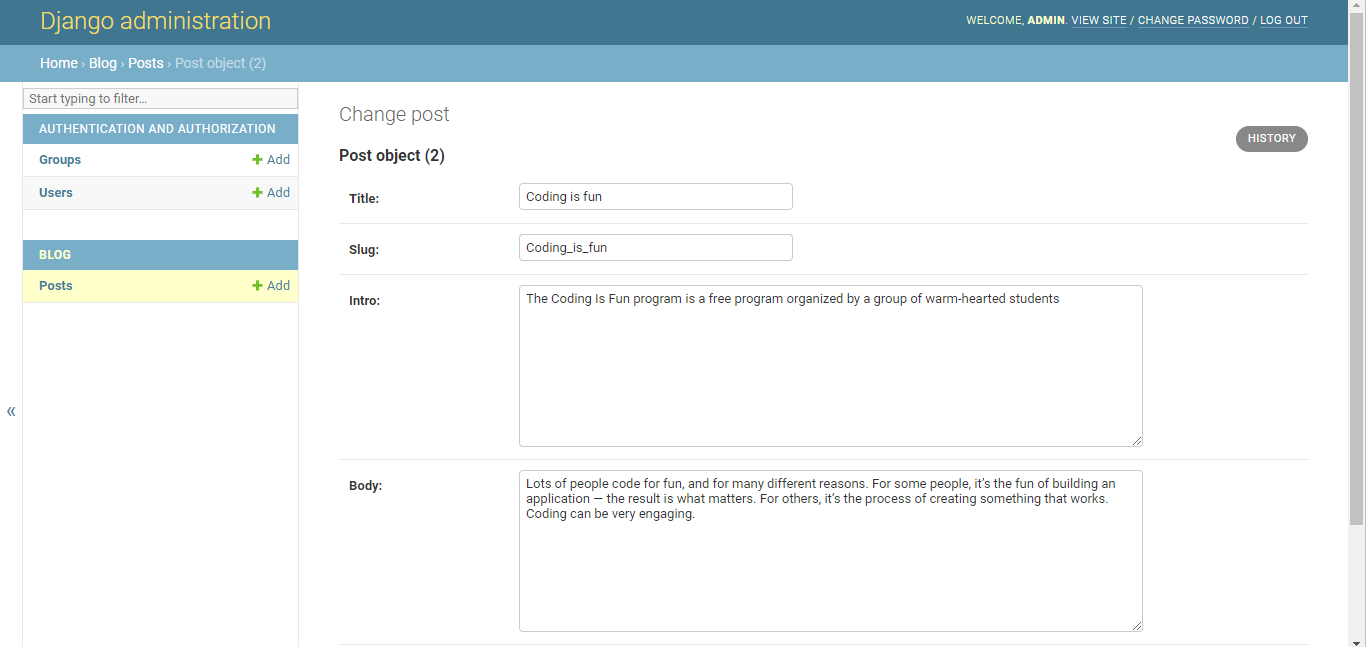 Django administration
WELCOME, ADMIN. VIEW SITE / CHANGE PASSWORD / LOG OUT
Home › Blog › Posts › Post object (2)
Start typing to filter...
AUTHENTICATION AND AUTHORIZATION
Groups
+ Add
Users
+ Add
BLOG
Posts
+ Add
«
Change post
HISTORY
Post object (2)
Title:
Coding is fun
Slug:
Coding_is_fun
Intro:
The Coding Is Fun program is a free program organized by a group of warm-hearted students
Body:
Lots of people code for fun, and for many different reasons. For some people, it’s the fun of building an
application — the result is what matters. For others, it’s the process of creating something that works.
Coding can be very engaging.